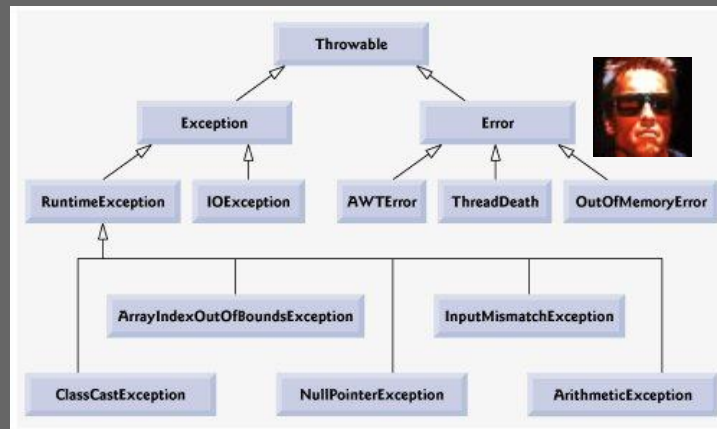 Throwable
Exception
Error
RuntimeException
IOException
AWTError
ThreadDeath
OutOfMemoryError
ArrayIndexOutOfBoundsException
InputMismatchException
ClassCastException
NullPointerException
ArithmeticException